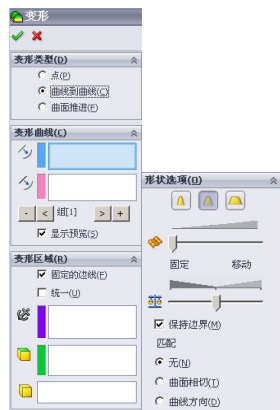 变形
变形类型(D)
点(P)
曲线到曲线(C)
曲面推进(F)
变形曲线(L)
- < 组[1] > +
显示预览(S)
变形区域(R)
固定的边线(F)
统一(U)
形状选项(O)
固定 移动
保持边界(M)
匹配
无(N)
曲面相切(T)
曲线方向(D)